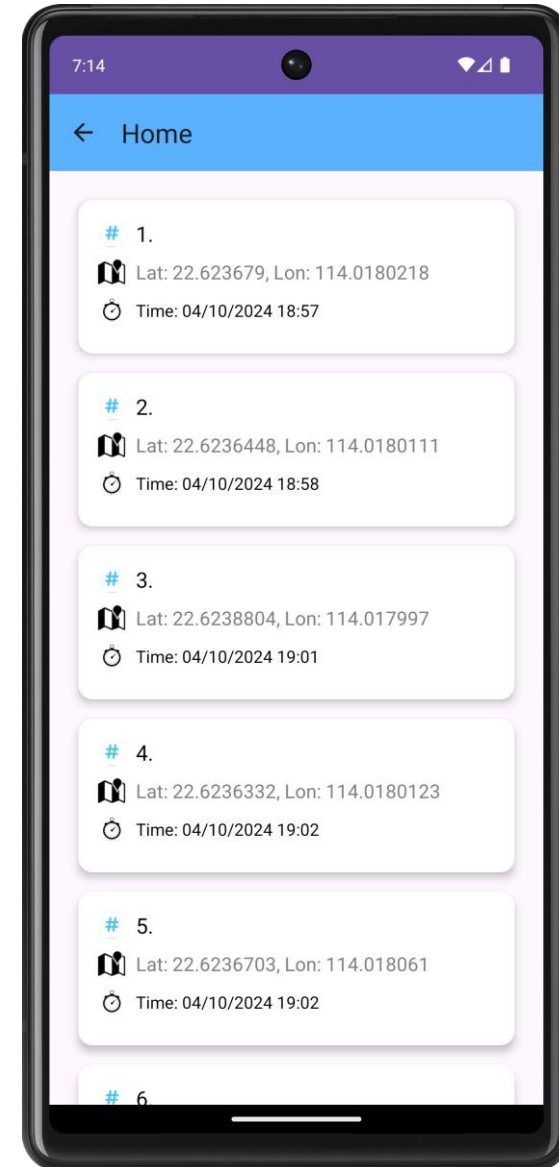 7:14
Home
# 1.
Lat: 22.623679, Lon: 114.0180218
Time: 04/10/2024 18:57
# 2.
Lat: 22.6236448, Lon: 114.0180111
Time: 04/10/2024 18:58
# 3.
Lat: 22.6238804, Lon: 114.017997
Time: 04/10/2024 19:01
# 4.
Lat: 22.6236332, Lon: 114.0180123
Time: 04/10/2024 19:02
# 5.
Lat: 22.6236703, Lon: 114.018061
Time: 04/10/2024 19:02
# 6.